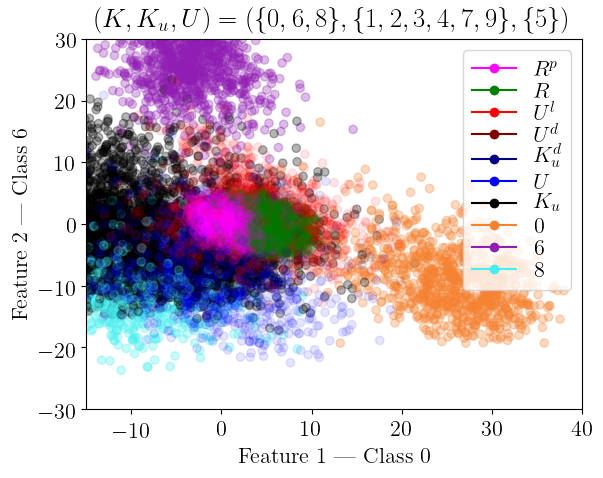 (K, K_u, U) = ({0, 6, 8}, {1, 2, 3, 4, 7, 9}, {5})
R^p
R
U^l
U^d
K_u^d
U
K_u
0
6
8
30
20
10
0
−10
−20
−30
−10
0
10
20
30
40
Feature 2 — Class 6
Feature 1 — Class 0